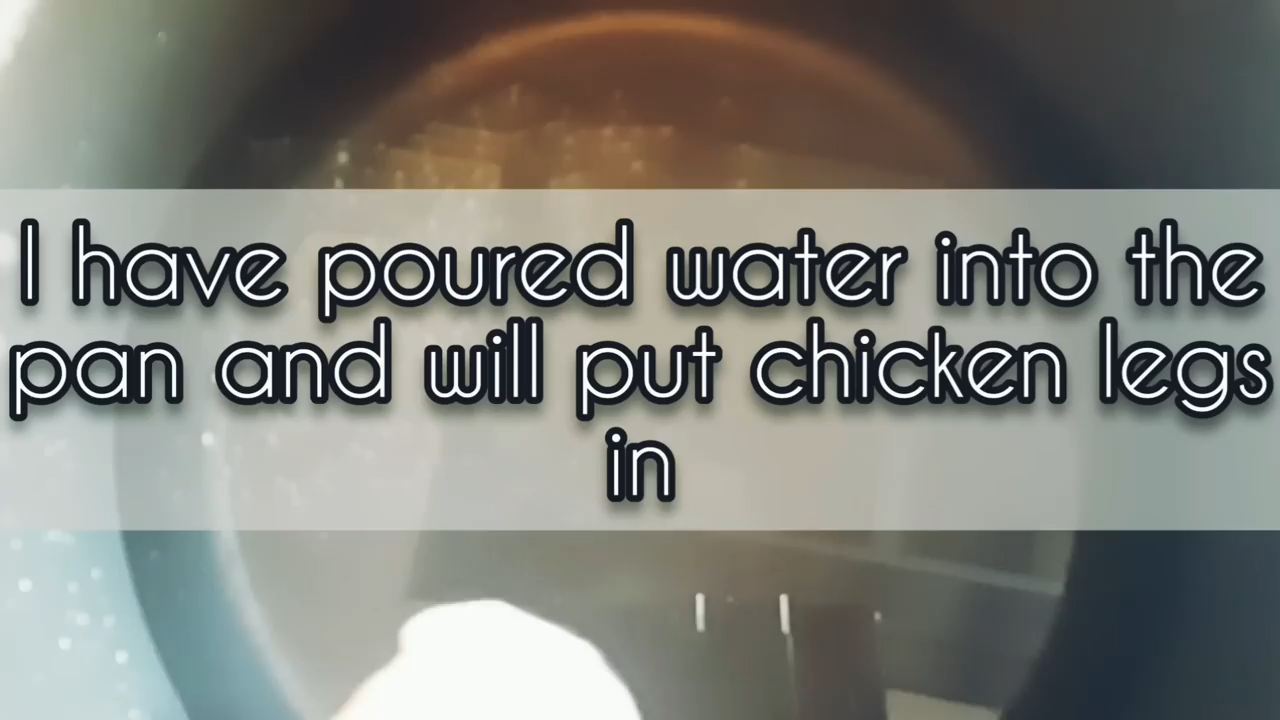 I have poured water into the
pan and will put chicken legs
in